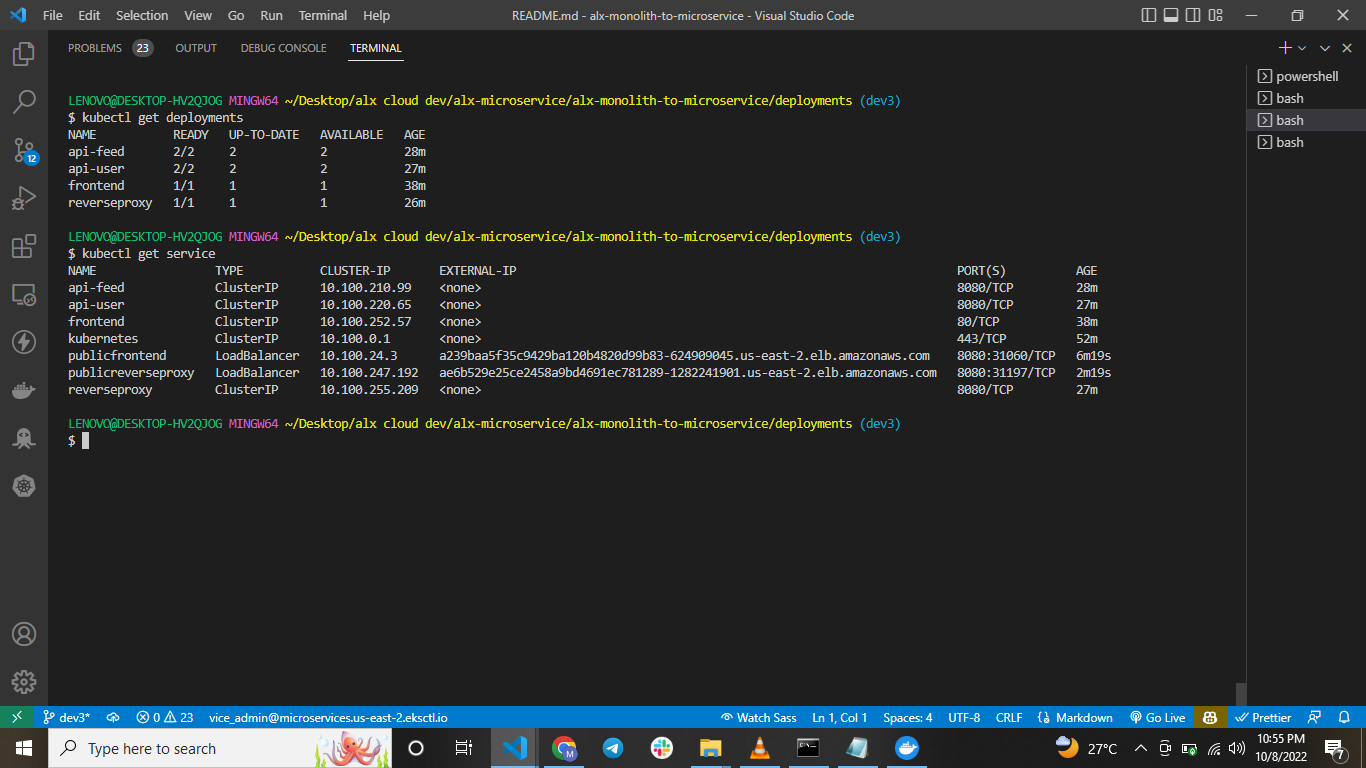 File Edit Selection View Go Run Terminal Help README.md - alx-monolith-to-microservice - Visual Studio Code
PROBLEMS 23 OUTPUT DEBUG CONSOLE TERMINAL
powershell
bash
bash
bash
LENOVO@DESKTOP-HV2QJOG MINGW64 ~/Desktop/alx cloud dev/alx-microservice/alx-monolith-to-microservice/deployments (dev3)
$ kubectl get deployments
NAME READY UP-TO-DATE AVAILABLE AGE
api-feed 2/2 2 2 28m
api-user 2/2 2 2 27m
frontend 1/1 1 1 38m
reverseproxy 1/1 1 1 26m
LENOVO@DESKTOP-HV2QJOG MINGW64 ~/Desktop/alx cloud dev/alx-microservice/alx-monolith-to-microservice/deployments (dev3)
$ kubectl get service
NAME TYPE CLUSTER-IP EXTERNAL-IP PORT(S) AGE
api-feed ClusterIP 10.100.210.99 <none> 8080/TCP 28m
api-user ClusterIP 10.100.220.65 <none> 8080/TCP 27m
frontend ClusterIP 10.100.252.57 <none> 80/TCP 38m
kubernetes ClusterIP 10.100.0.1 <none> 443/TCP 52m
publicfrontend LoadBalancer 10.100.24.3 a239baa5f35c9429ba120b4820d99b83-624909045.us-east-2.elb.amazonaws.com 8080:31060/TCP 6m19s
publicreverseproxy LoadBalancer 10.100.247.192 ae6b529e25ce2458a9bd4691ec781289-1282241901.us-east-2.elb.amazonaws.com 8080:31197/TCP 2m19s
reverseproxy ClusterIP 10.100.255.209 <none> 8080/TCP 27m
LENOVO@DESKTOP-HV2QJOG MINGW64 ~/Desktop/alx cloud dev/alx-microservice/alx-monolith-to-microservice/deployments (dev3)
$
12
dev3* 0 23 vice_admin@microservices.us-east-2.eksctl.io Watch Sass Ln 1, Col 1 Spaces: 4 UTF-8 CRLF Markdown Go Live Prettier
Type here to search M 27°C 10:55 PM
10/8/2022 7